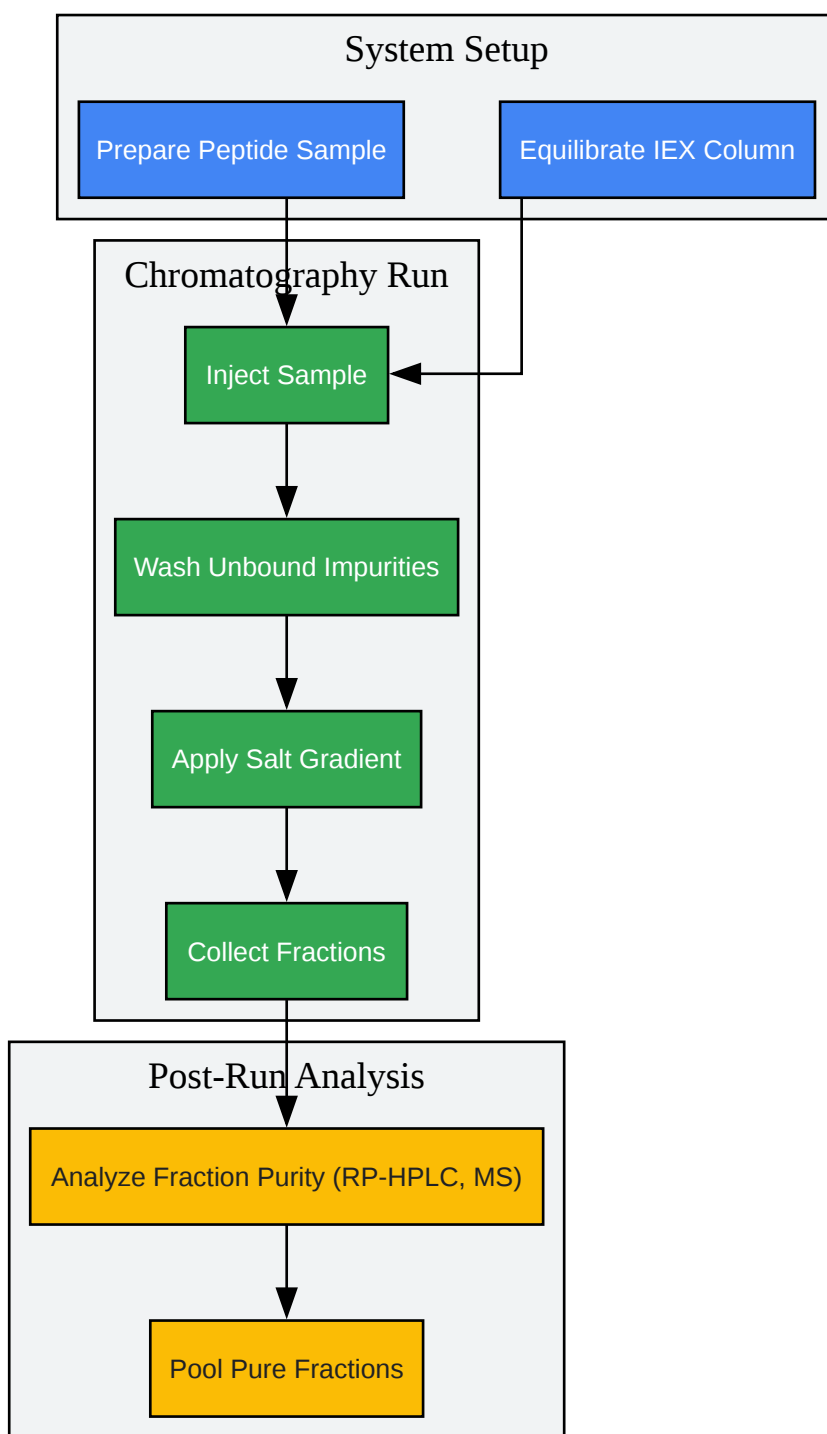 System Setup
Prepare Peptide Sample
Equilibrate IEX Column
Chromatography Run
Inject Sample
Wash Unbound Impurities
Apply Salt Gradient
Collect Fractions
Post-Run Analysis
Analyze Fraction Purity (RP-HPLC, MS)
Pool Pure Fractions